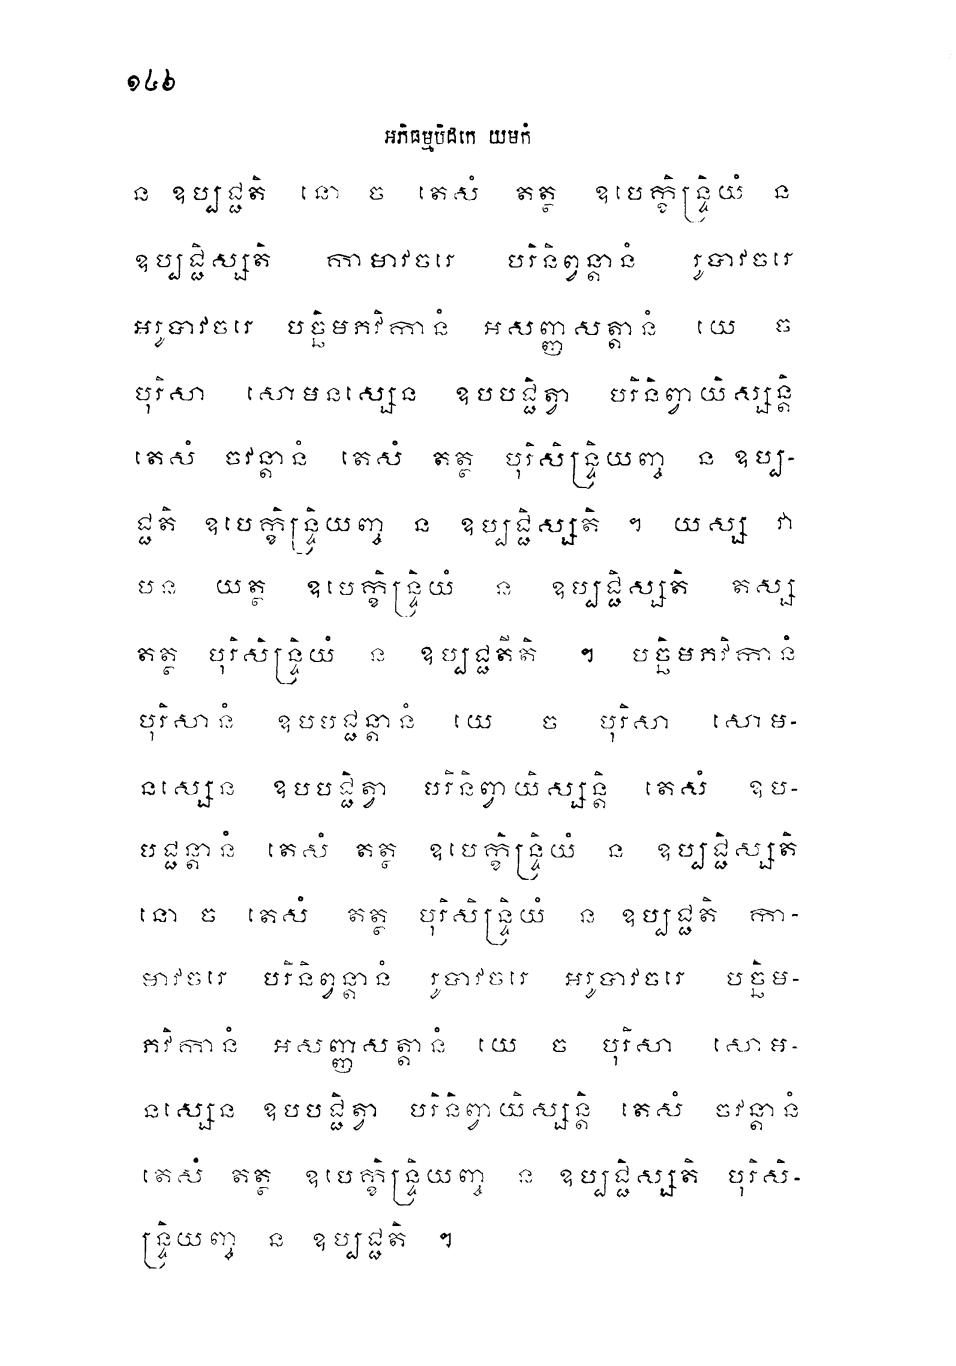 ១៤៦
អភិធម្មបិដកេ យមកំ
ន ឧប្បជ្ជតិ នោ ច តេសំ តត្ថ ឧបេក្ខិន្ទ្រិយំ ន
ឧប្បជ្ជិស្សតិ កាមាវចរេ បរិនិព្វន្តានំ រូបាវចរេ
អរូបាវចរេ បច្ឆិមភវិកានំ អសញ្ញសត្តានំ យេ ច
បុរិសា សោមនស្សេន ឧបបជ្ជិត្វា បរិនិព្វាយិស្សន្តិ
តេសំ ចវន្តានំ តេសំ តត្ថ បុរិសិន្ទ្រិយញ្ច ន ឧប្ប-
ជ្ជតិ ឧបេក្ខិន្ទ្រិយញ្ច ន ឧប្បជ្ជិស្សតិ ។ យស្ស វា
បន យត្ថ ឧបេក្ខិន្ទ្រិយំ ន ឧប្បជ្ជិស្សតិ តស្ស
តត្ថ បុរិសិន្ទ្រិយំ ន ឧប្បជ្ជតីតិ ។ បច្ឆិមភវិកានំ
បុរិសានំ ឧបបជ្ជន្តានំ យេ ច បុរិសា សោម-
នស្សេន ឧបបជ្ជិត្វា បរិនិព្វាយិស្សន្តិ តេសំ ឧប-
បជ្ជន្តានំ តេសំ តត្ថ ឧបេក្ខិន្ទ្រិយំ ន ឧប្បជ្ជិស្សតិ
នោ ច តេសំ តត្ថ បុរិសិន្ទ្រិយំ ន ឧប្បជ្ជតិ កា-
មាវចរេ បរិនិព្វន្តានំ រូបាវចរេ អរូបាវចរេ បច្ឆិម-
ភវិកានំ អសញ្ញសត្តានំ យេ ច បុរិសា សោម-
នស្សេន ឧបបជ្ជិត្វា បរិនិព្វាយិស្សន្តិ តេសំ ចវន្តានំ
តេសំ តត្ថ ឧបេក្ខិន្ទ្រិយញ្ច ន ឧប្បជ្ជិស្សតិ បុរិសិ-
ន្ទ្រិយញ្ច ន ឧប្បជ្ជតិ ។